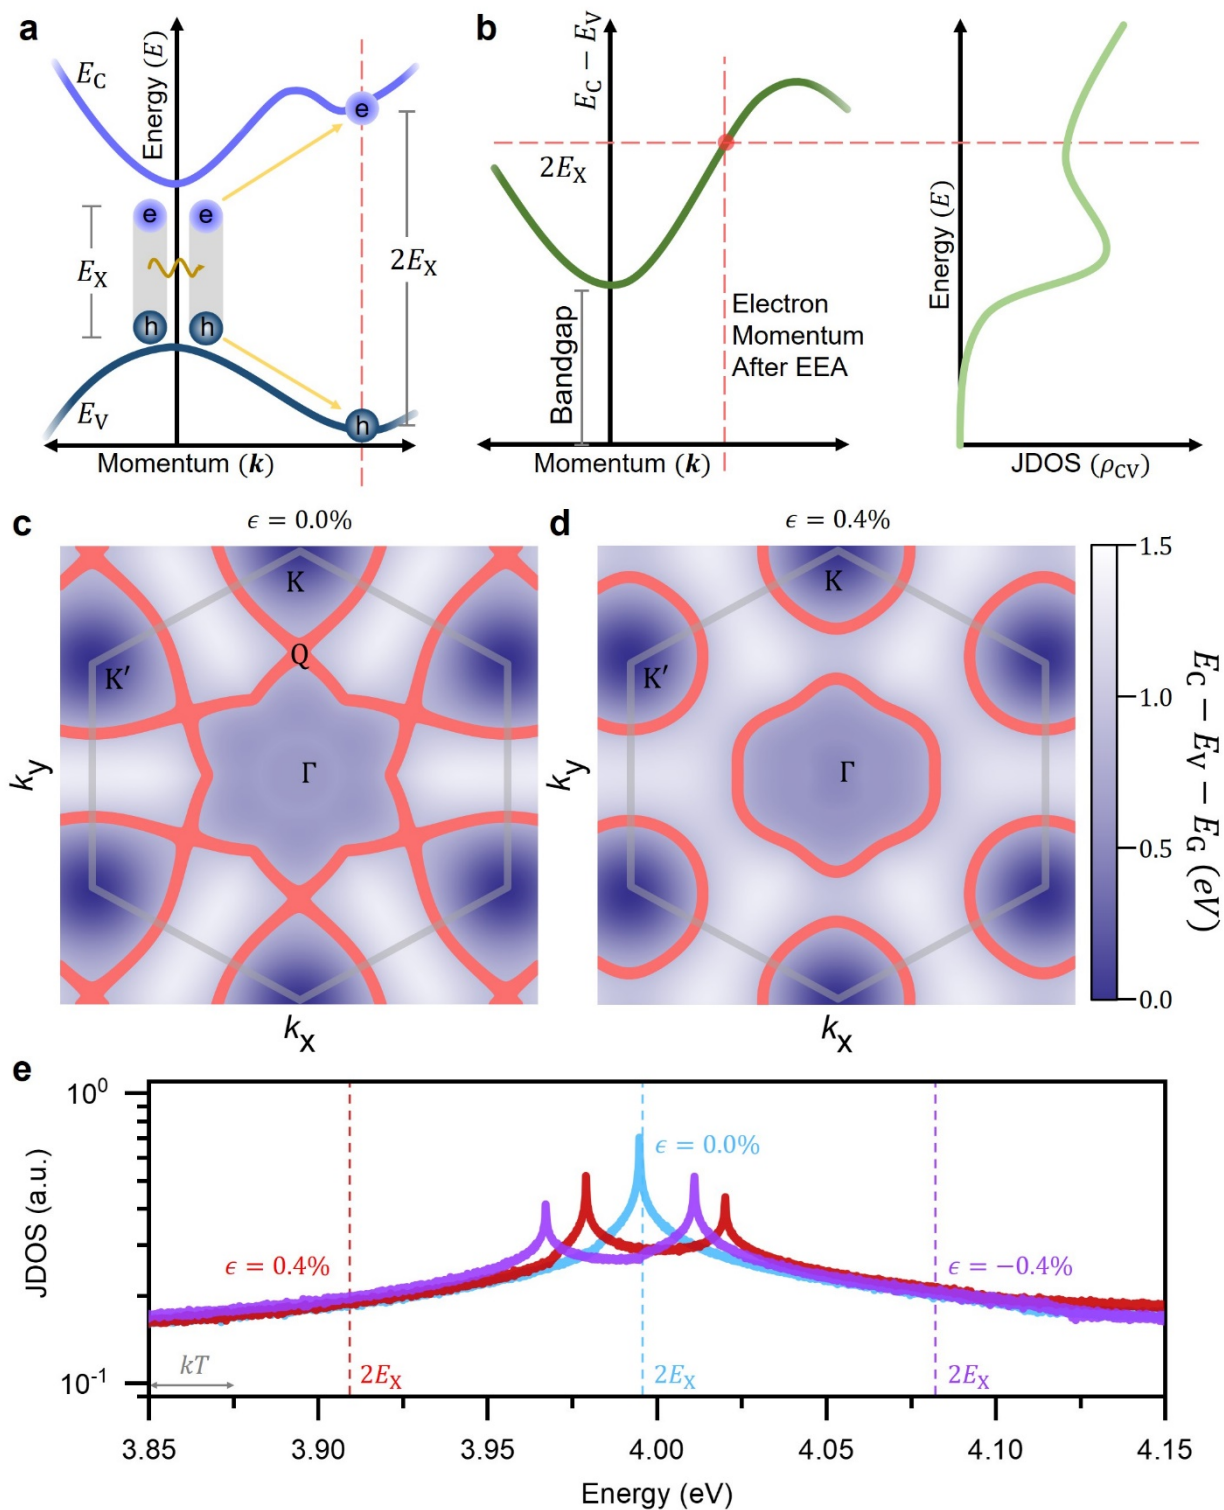 a
E_C
Energy (E)
e
e
e
E_X
2E_X
h
h
h
E_V
Momentum (k)
b
E_C − E_V
2E_X
Bandgap
Electron
Momentum
After EEA
Momentum (k)
Energy (E)
JDOS (ρ_CV)
c
ϵ = 0.0%
K
Q
K′
Γ
k_y
k_x
d
ϵ = 0.4%
K
K′
Γ
k_y
k_x
1.5
1.0
0.5
0.0
E_C − E_V − E_G (eV)
e
10^0
10^-1
JDOS (a.u.)
ϵ = 0.0%
ϵ = 0.4%
ϵ = −0.4%
kT
2E_X
2E_X
2E_X
3.85
3.90
3.95
4.00
4.05
4.10
4.15
Energy (eV)